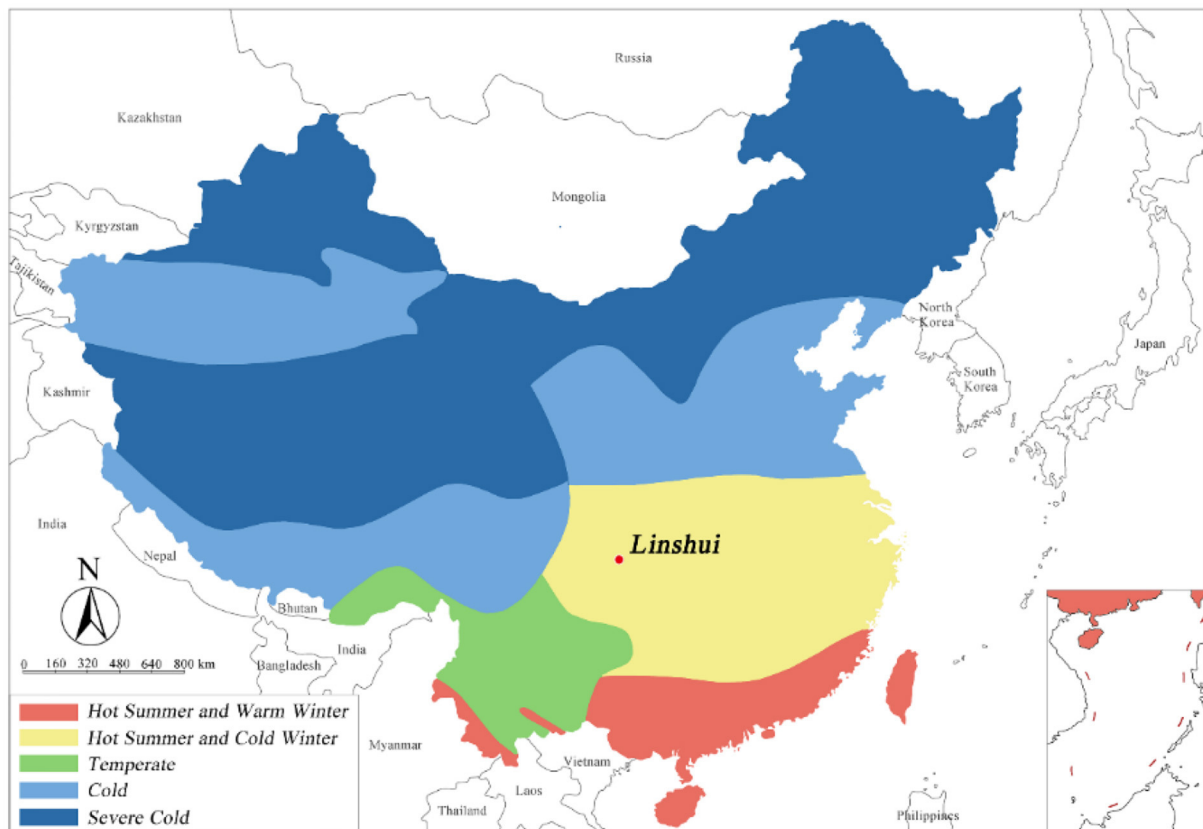 Russia
Kazakhstan
Mongolia
Kyrgyzstan
Tajikistan
North
Korea
Japan
South
Korea
Kashmir
India
Linshui
Nepal
N
Bhutan
India
Bangladesh
0 160 320 480 640 800 km
Hot Summer and Warm Winter
Hot Summer and Cold Winter
Temperate
Cold
Severe Cold
Myanmar
Vietnam
Laos
Thailand
Philippines